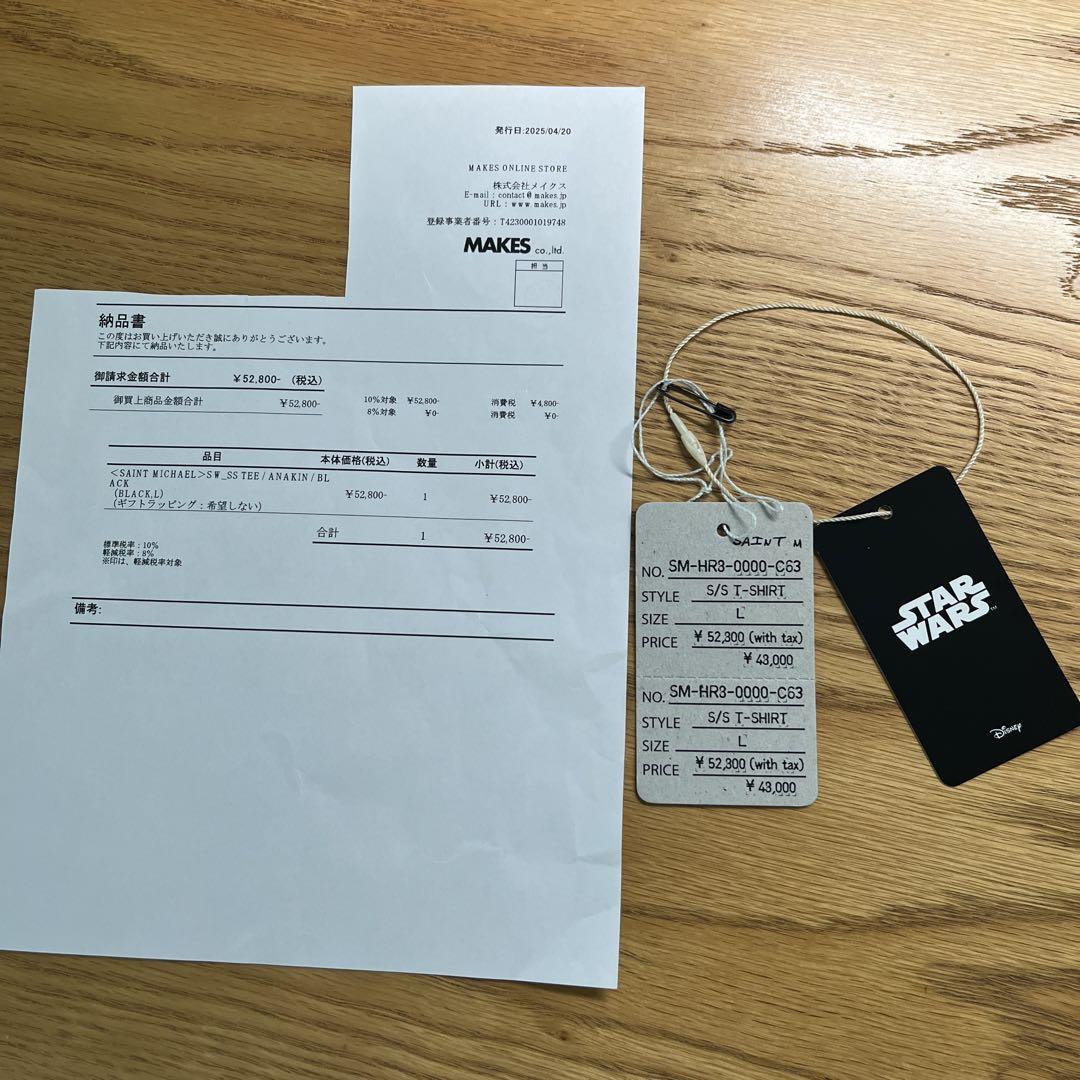 発行日:2025/04/20
MAKES ONLINE STORE
株式会社メイクス
E-mail : contact@makes.jp
URL : www.makes.jp
登録事業者番号 : T4230001019748
MAKES co.,ltd.
担当
納品書
この度はお買い上げいただき誠にありがとうございます。
下記内容にて納品いたします。
御請求金額合計 ¥52,800- (税込)
御買上商品金額合計 ¥52,800-
10%対象 ¥52,800- 消費税 ¥4,800-
8%対象 ¥0- 消費税 ¥0-
品目 本体価格(税込) 数量 小計(税込)
<SAINT MICHAEL>SW_SS TEE/ANAKIN/BL
ACK
(BLACK,L)
(ギフトラッピング : 希望しない)
¥52,800- 1 ¥52,800-
合計 1 ¥52,800-
標準税率 : 10%
軽減税率 : 8%
※印は、軽減税率対象
備考:
SAINT M
NO. SM-HR3-0000-C63
STYLE S/S T-SHIRT
SIZE L
PRICE ¥ 52,300 (with tax)
¥ 43,000
NO. SM-HR3-0000-C63
STYLE S/S T-SHIRT
SIZE L
PRICE ¥ 52,300 (with tax)
¥ 43,000
STAR
WARS™
Disney